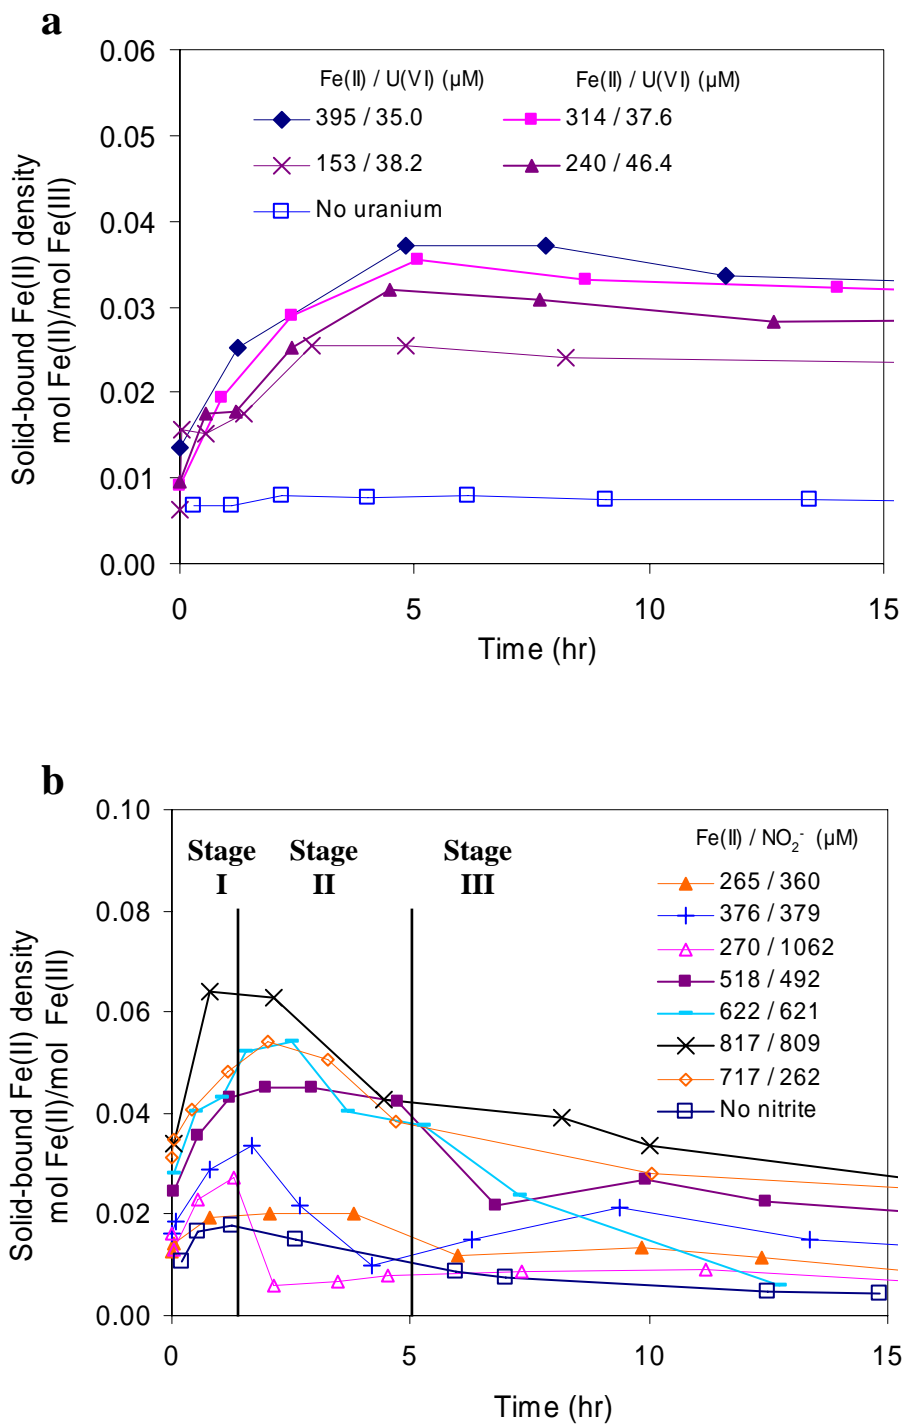 a
Solid-bound Fe(II) density
mol Fe(II)/mol Fe(III)
0.06
0.05
0.04
0.03
0.02
0.01
0.00
Fe(II) / U(VI) (µM) Fe(II) / U(VI) (µM)
395 / 35.0 314 / 37.6
153 / 38.2 240 / 46.4
No uranium
0 5 10 15
Time (hr)
b
Solid-bound Fe(II) density
mol Fe(II)/mol Fe(III)
0.10
0.08
0.06
0.04
0.02
0.00
Stage I
Stage II
Stage III
Fe(II) / NO₂⁻ (µM)
265 / 360
376 / 379
270 / 1062
518 / 492
622 / 621
817 / 809
717 / 262
No nitrite
0 5 10 15
Time (hr)